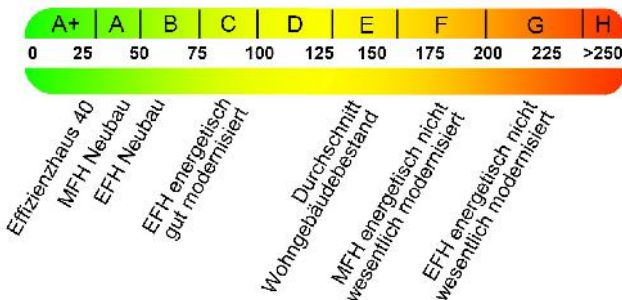 A+ A B C D E F G H
0 25 50 75 100 125 150 175 200 225 >250
Effizienzhaus 40
MFH Neubau
EFH Neubau
EFH energetisch
gut modernisiert
Durchschnitt
Wohngebäudebestand
MFH energetisch nicht
wesentlich modernisiert
EFH energetisch nicht
wesentlich modernisiert